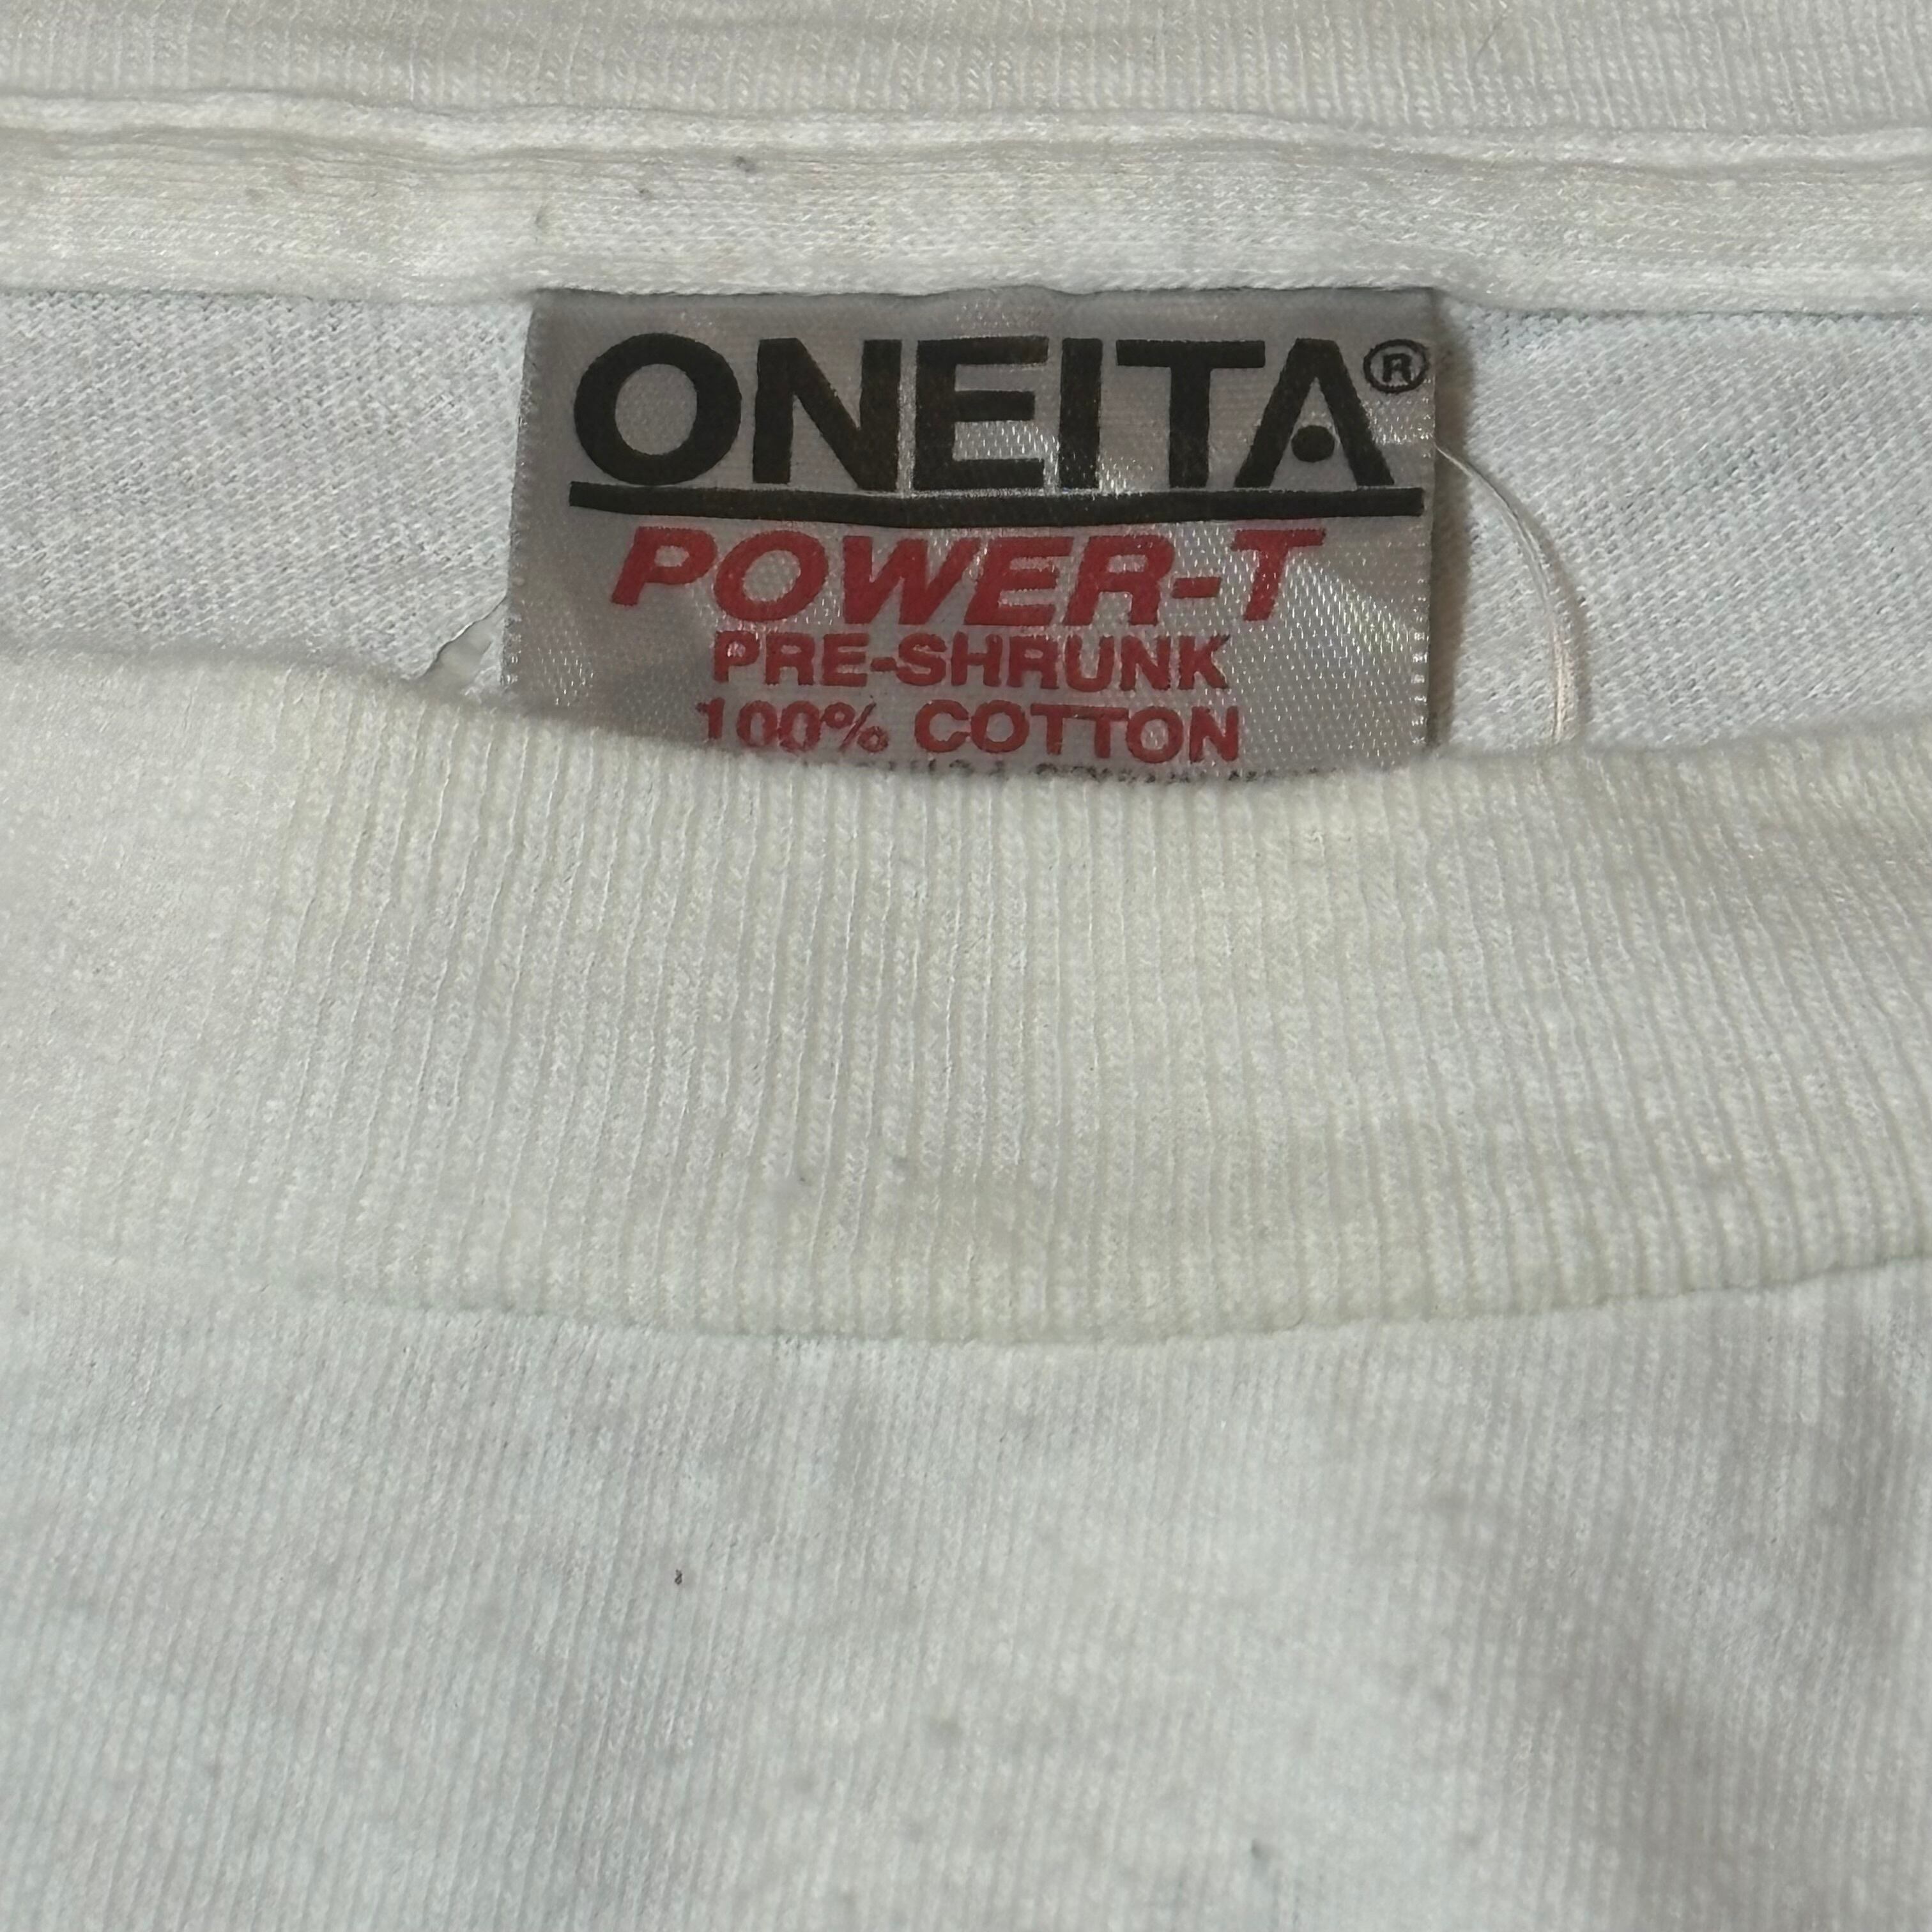 ONEITA®
POWER-T
PRE-SHRUNK
100% COTTON